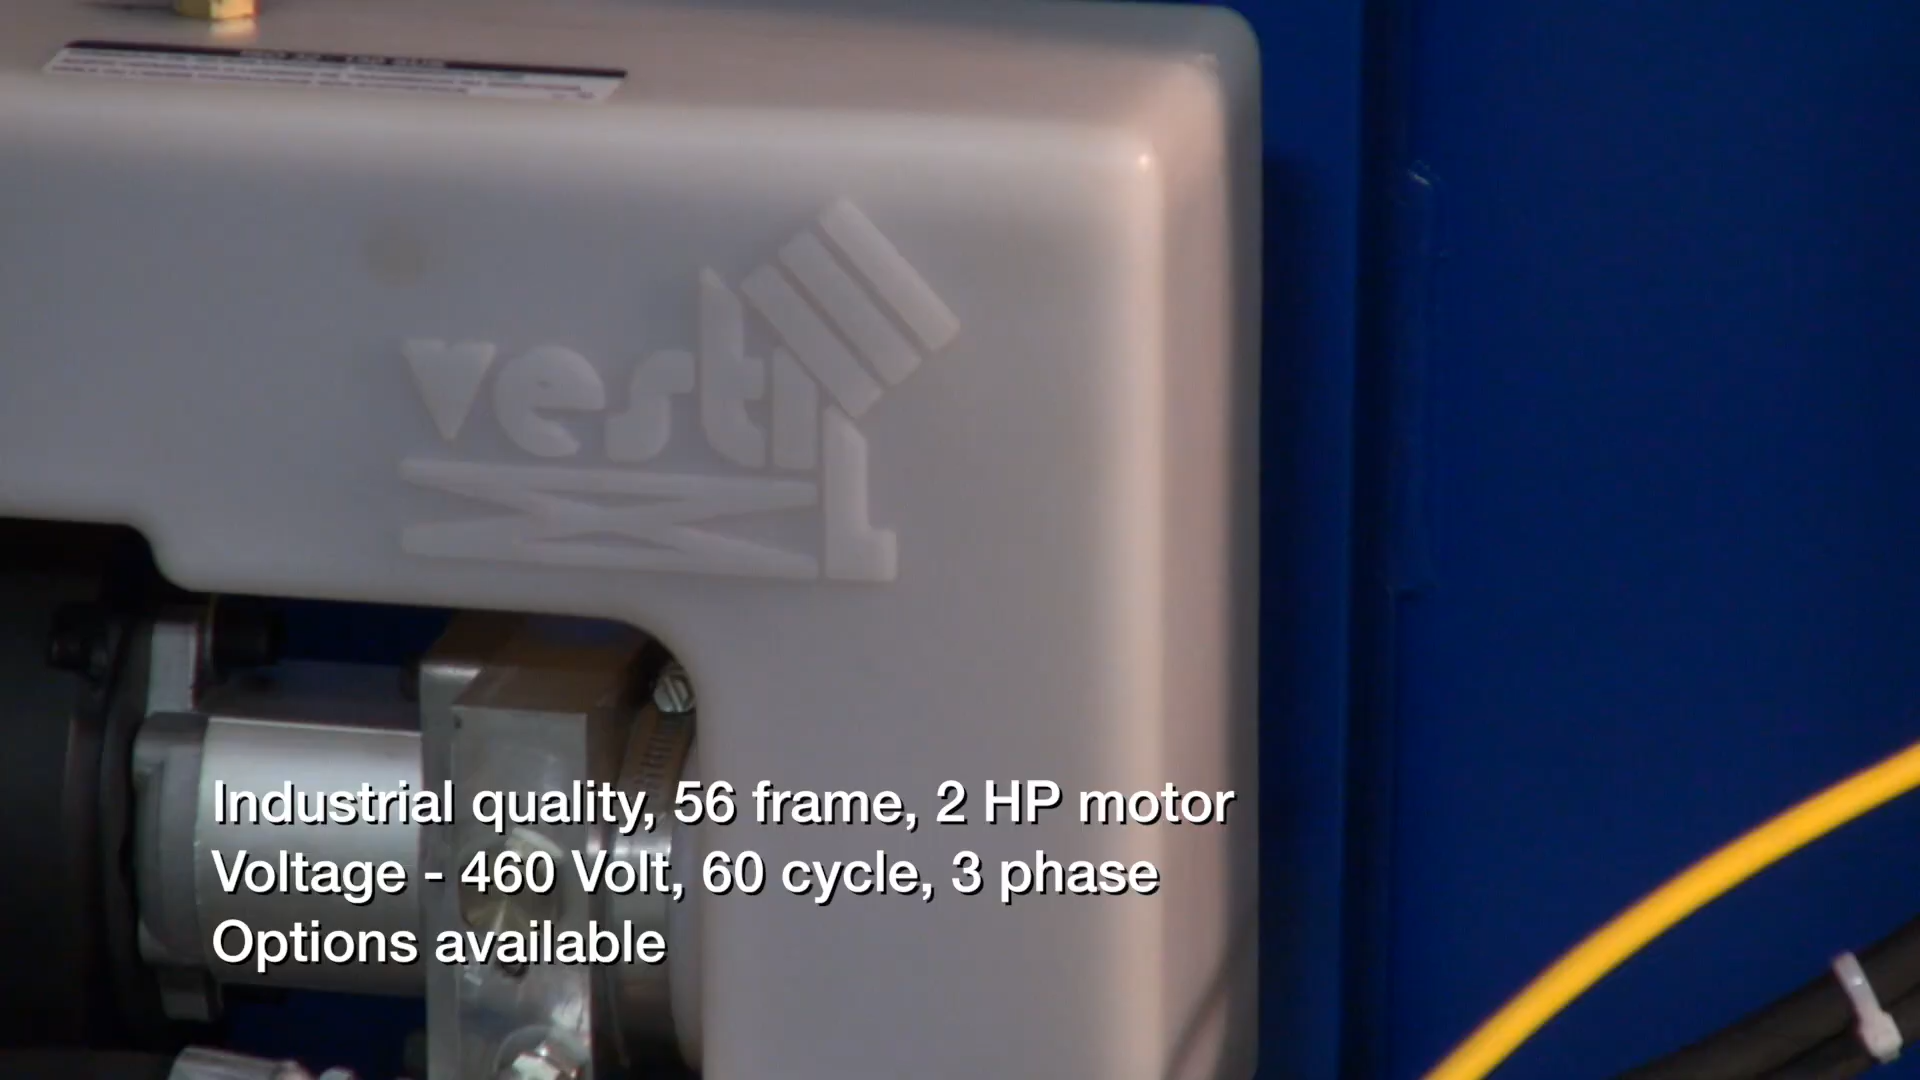 vestil
Industrial quality, 56 frame, 2 HP motor
Voltage - 460 Volt, 60 cycle, 3 phase
Options available